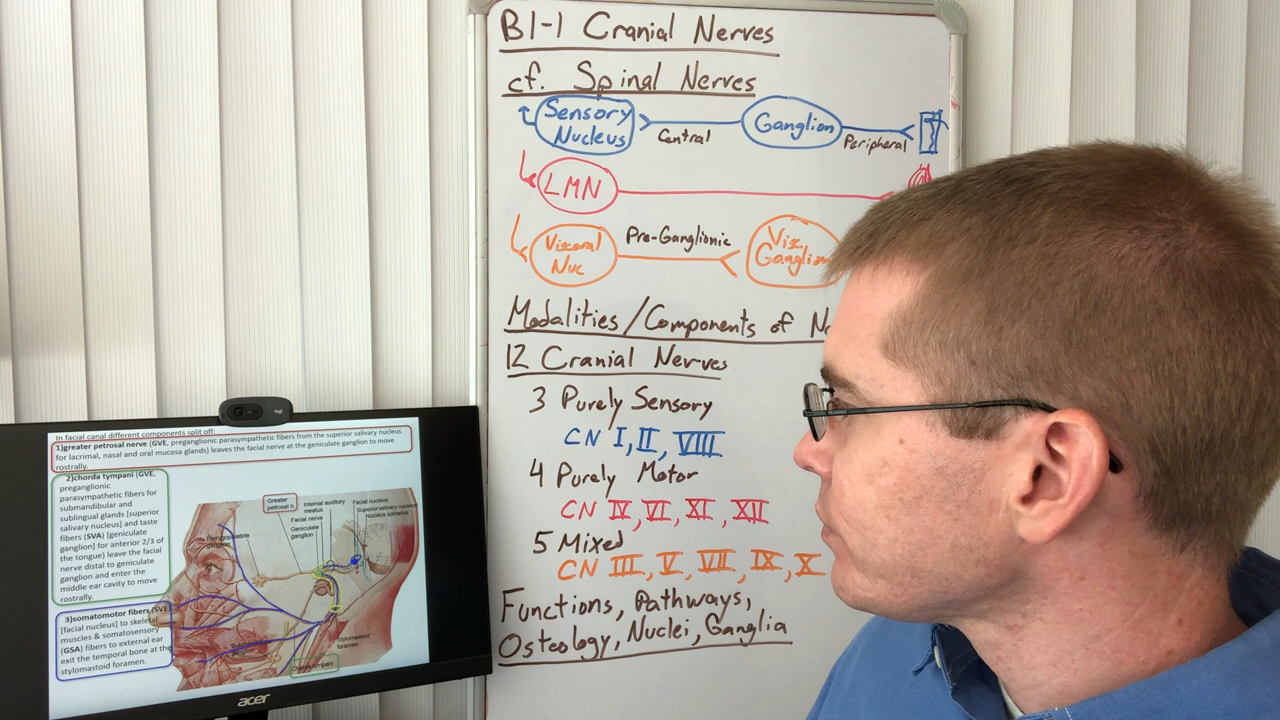 B1-1 Cranial Nerves
cf. Spinal Nerves
Sensory
Nucleus
Central
Ganglion
Peripheral
LMN
Visceral
Nuc
Pre-Ganglionic
Visc
Ganglion
Modalities/Components of N
12 Cranial Nerves
3 Purely Sensory
CN I, II, VIII
4 Purely Motor
CN IV, VI, XI, XII
5 Mixed
CN III, V, VII, IX, X
Functions, Pathways,
Osteology, Nuclei, Ganglia
In facial canal different components split off:
1)greater petrosal nerve (GVE, preganglionic parasympathetic fibers from the superior salivary nucleus
for lacrimal, nasal and oral mucosa glands) leaves the facial nerve at the geniculate ganglion to move
rostrally.
2)chorda tympani (GVE,
preganglionic
parasympathetic fibers for
submandibular and
sublingual glands [superior
salivary nucleus] and taste
fibers (SVA) [geniculate
ganglion] for anterior 2/3 of
the tongue) leave the facial
nerve distal to geniculate
ganglion and enter the
middle ear cavity to move
rostrally.
3)somatomotor fibers (SVE)
[facial nucleus] to skeletal
muscles & somatosensory
(GSA) fibers to external ear
exit the temporal bone at the
stylomastoid foramen.
Greater
petrosal n.
Internal auditory
meatus
Facial nerve
Geniculate
ganglion
Facial nucleus
Superior salivary nucleus
Nucleus solitarius
Pterygopalatine
ganglion
Stylomastoid
foramen
Chorda tympani
acer
logi